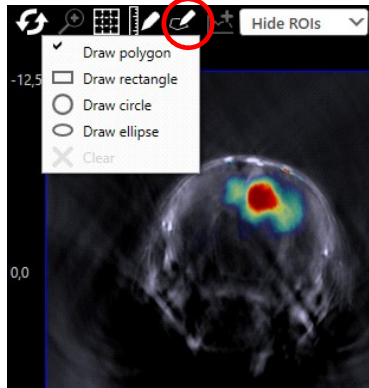 Hide ROIs
Draw polygon
-12,5
Draw rectangle
Draw circle
Draw ellipse
Clear
0,0